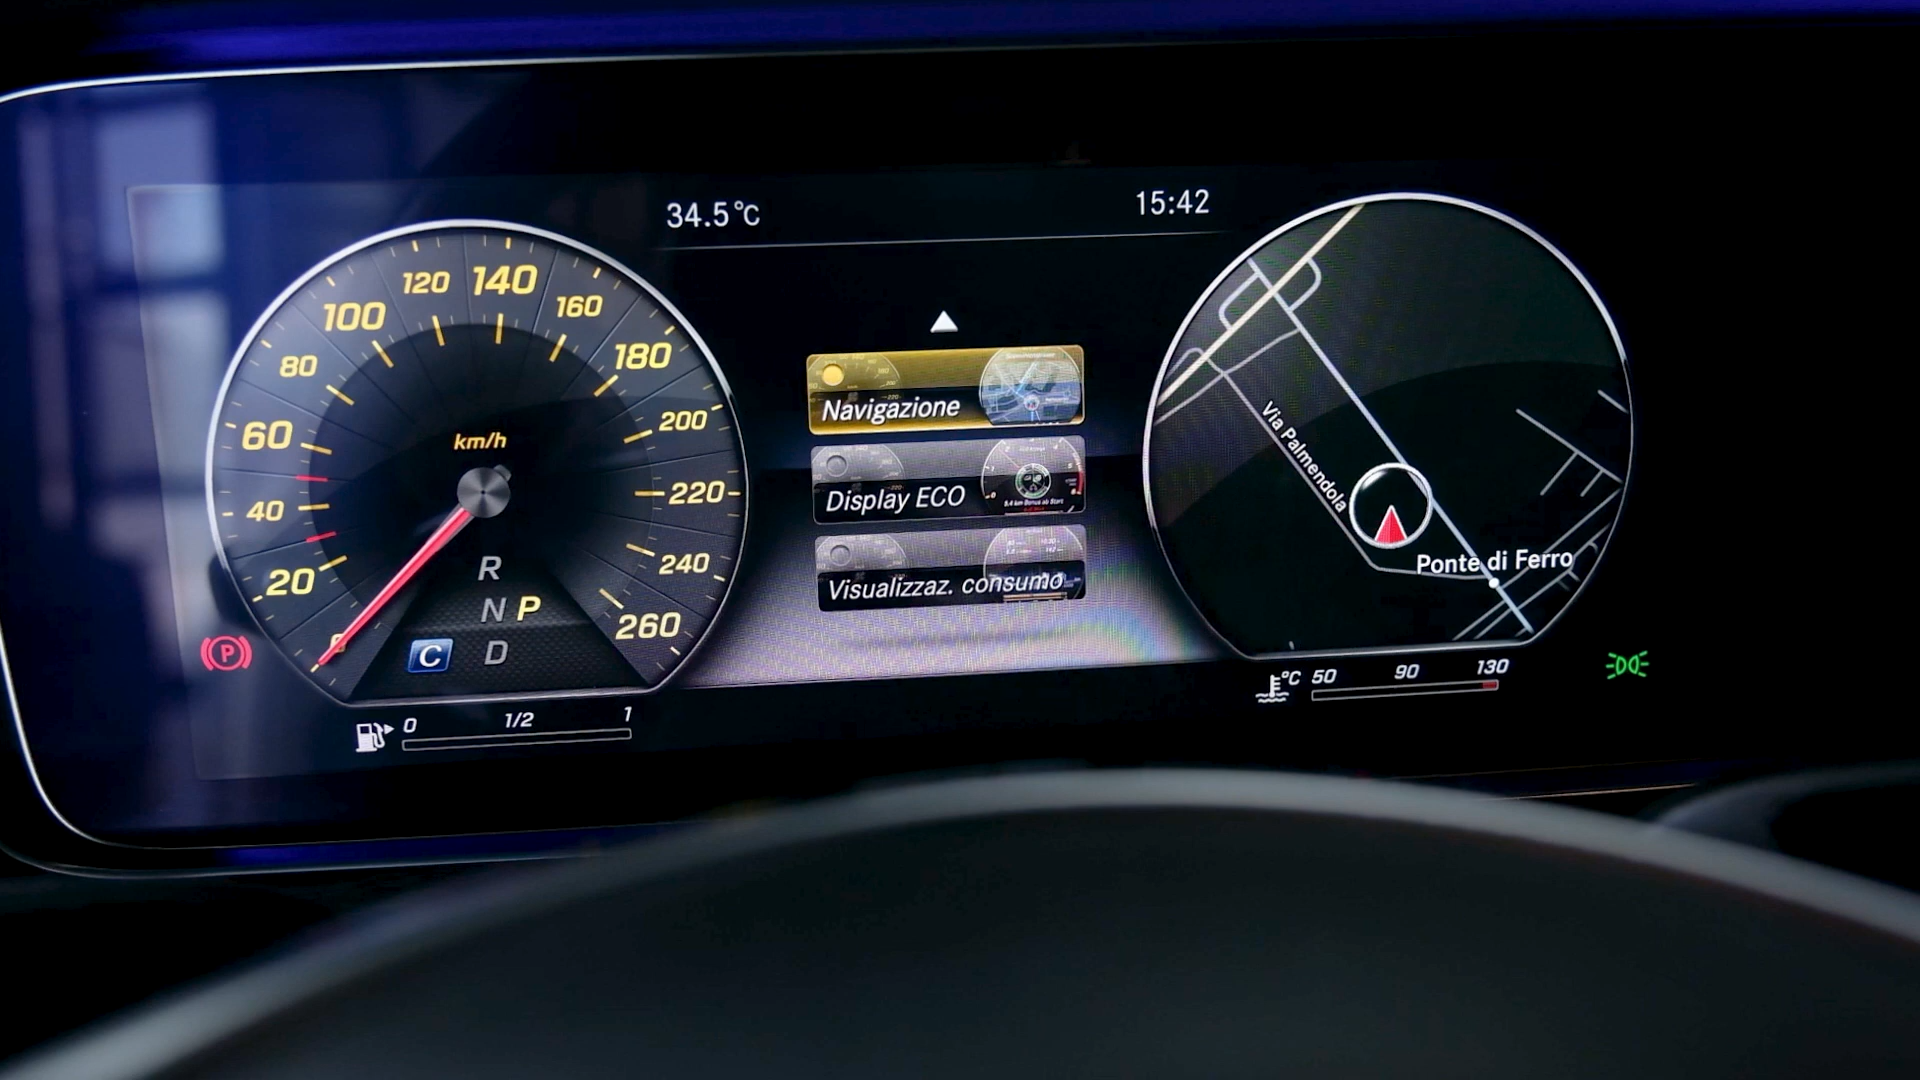 34.5°C
15:42
20
40
60
80
100
120
140
160
180
200
220
240
260
km/h
R
N P
D
C
P
0 1/2 1
Navigazione
Display ECO
Visualizzaz. consumo
Via Palmendola
Ponte di Ferro
°C 50 90 130